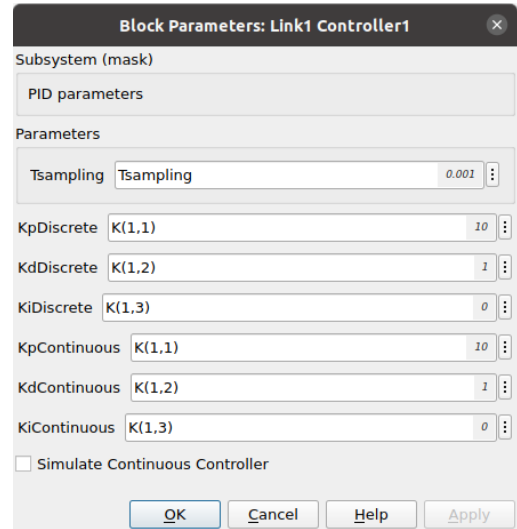 Block Parameters: Link1 Controller1
Subsystem (mask)
PID parameters
Parameters
Tsampling Tsampling 0.001
KpDiscrete K(1,1) 10
KdDiscrete K(1,2) 1
KiDiscrete K(1,3) 0
KpContinuous K(1,1) 10
KdContinuous K(1,2) 1
KiContinuous K(1,3) 0
Simulate Continuous Controller
OK Cancel Help Apply